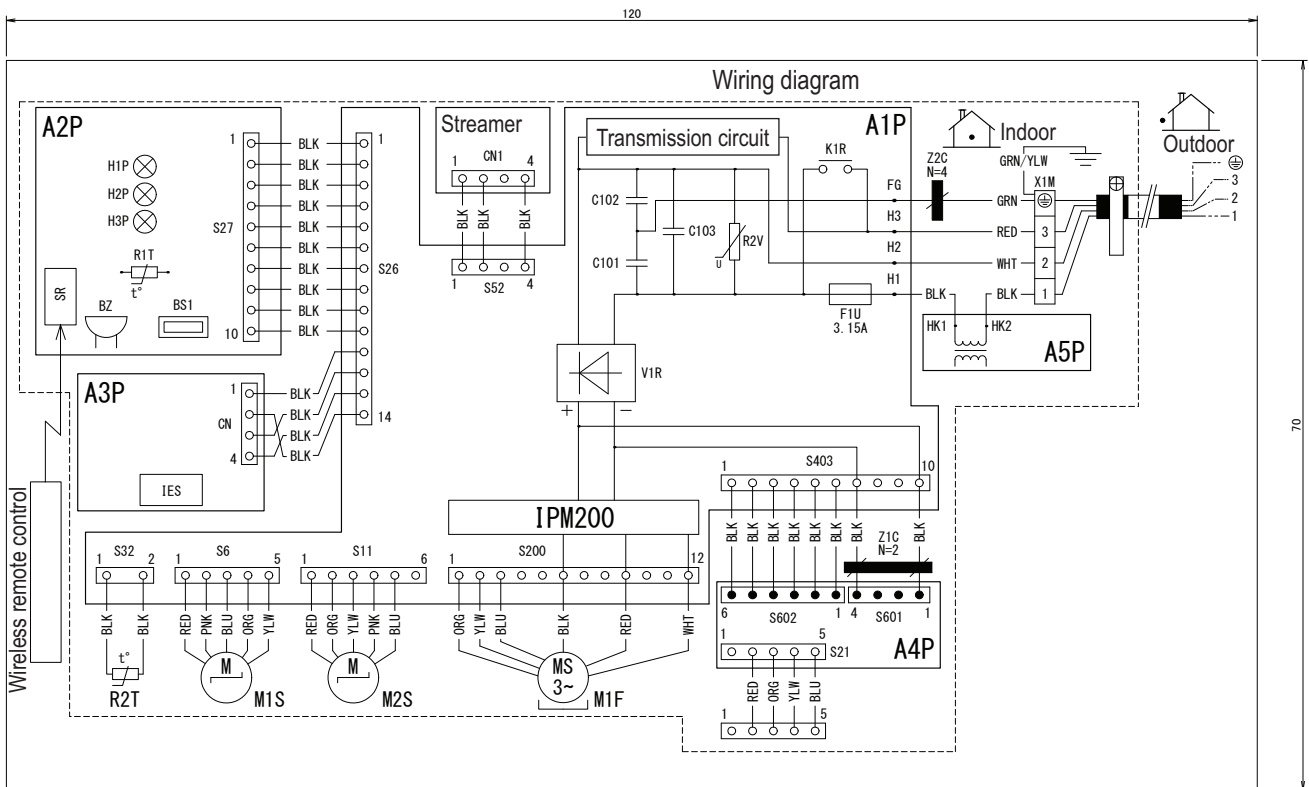 120
70
Wiring diagram
A2P
H1P
H2P
H3P
R1T
t°
SR
BZ
BS1
1
S27
10
BLK
BLK
BLK
BLK
BLK
BLK
BLK
BLK
BLK
BLK
1
S26
14
A3P
1
CN
4
BLK
BLK
BLK
BLK
IES
Wireless remote control
Streamer
CN1
1
4
BLK
BLK
BLK
1
S52
4
Transmission circuit
A1P
K1R
C102
C103
C101
R2V
U
FG
H3
H2
H1
F1U
3.15A
V1R
+
−
Z2C
N=4
Indoor
GRN/YLW
X1M
GRN
RED
3
WHT
2
BLK
BLK
1
HK1
HK2
A5P
Outdoor
3
2
1
IPM200
1
S403
10
BLK
BLK
BLK
BLK
BLK
BLK
BLK
BLK
Z1C
N=2
6
S602
1
4
S601
1
1
5
S21
A4P
RED
ORG
YLW
BLU
1
5
1
S32
2
BLK
BLK
t°
R2T
1
S6
5
RED
PNK
BLU
ORG
YLW
M
M1S
1
S11
6
RED
ORG
YLW
PNK
BLU
M
M2S
1
S200
12
ORG
YLW
BLU
BLK
RED
WHT
MS
3~
M1F